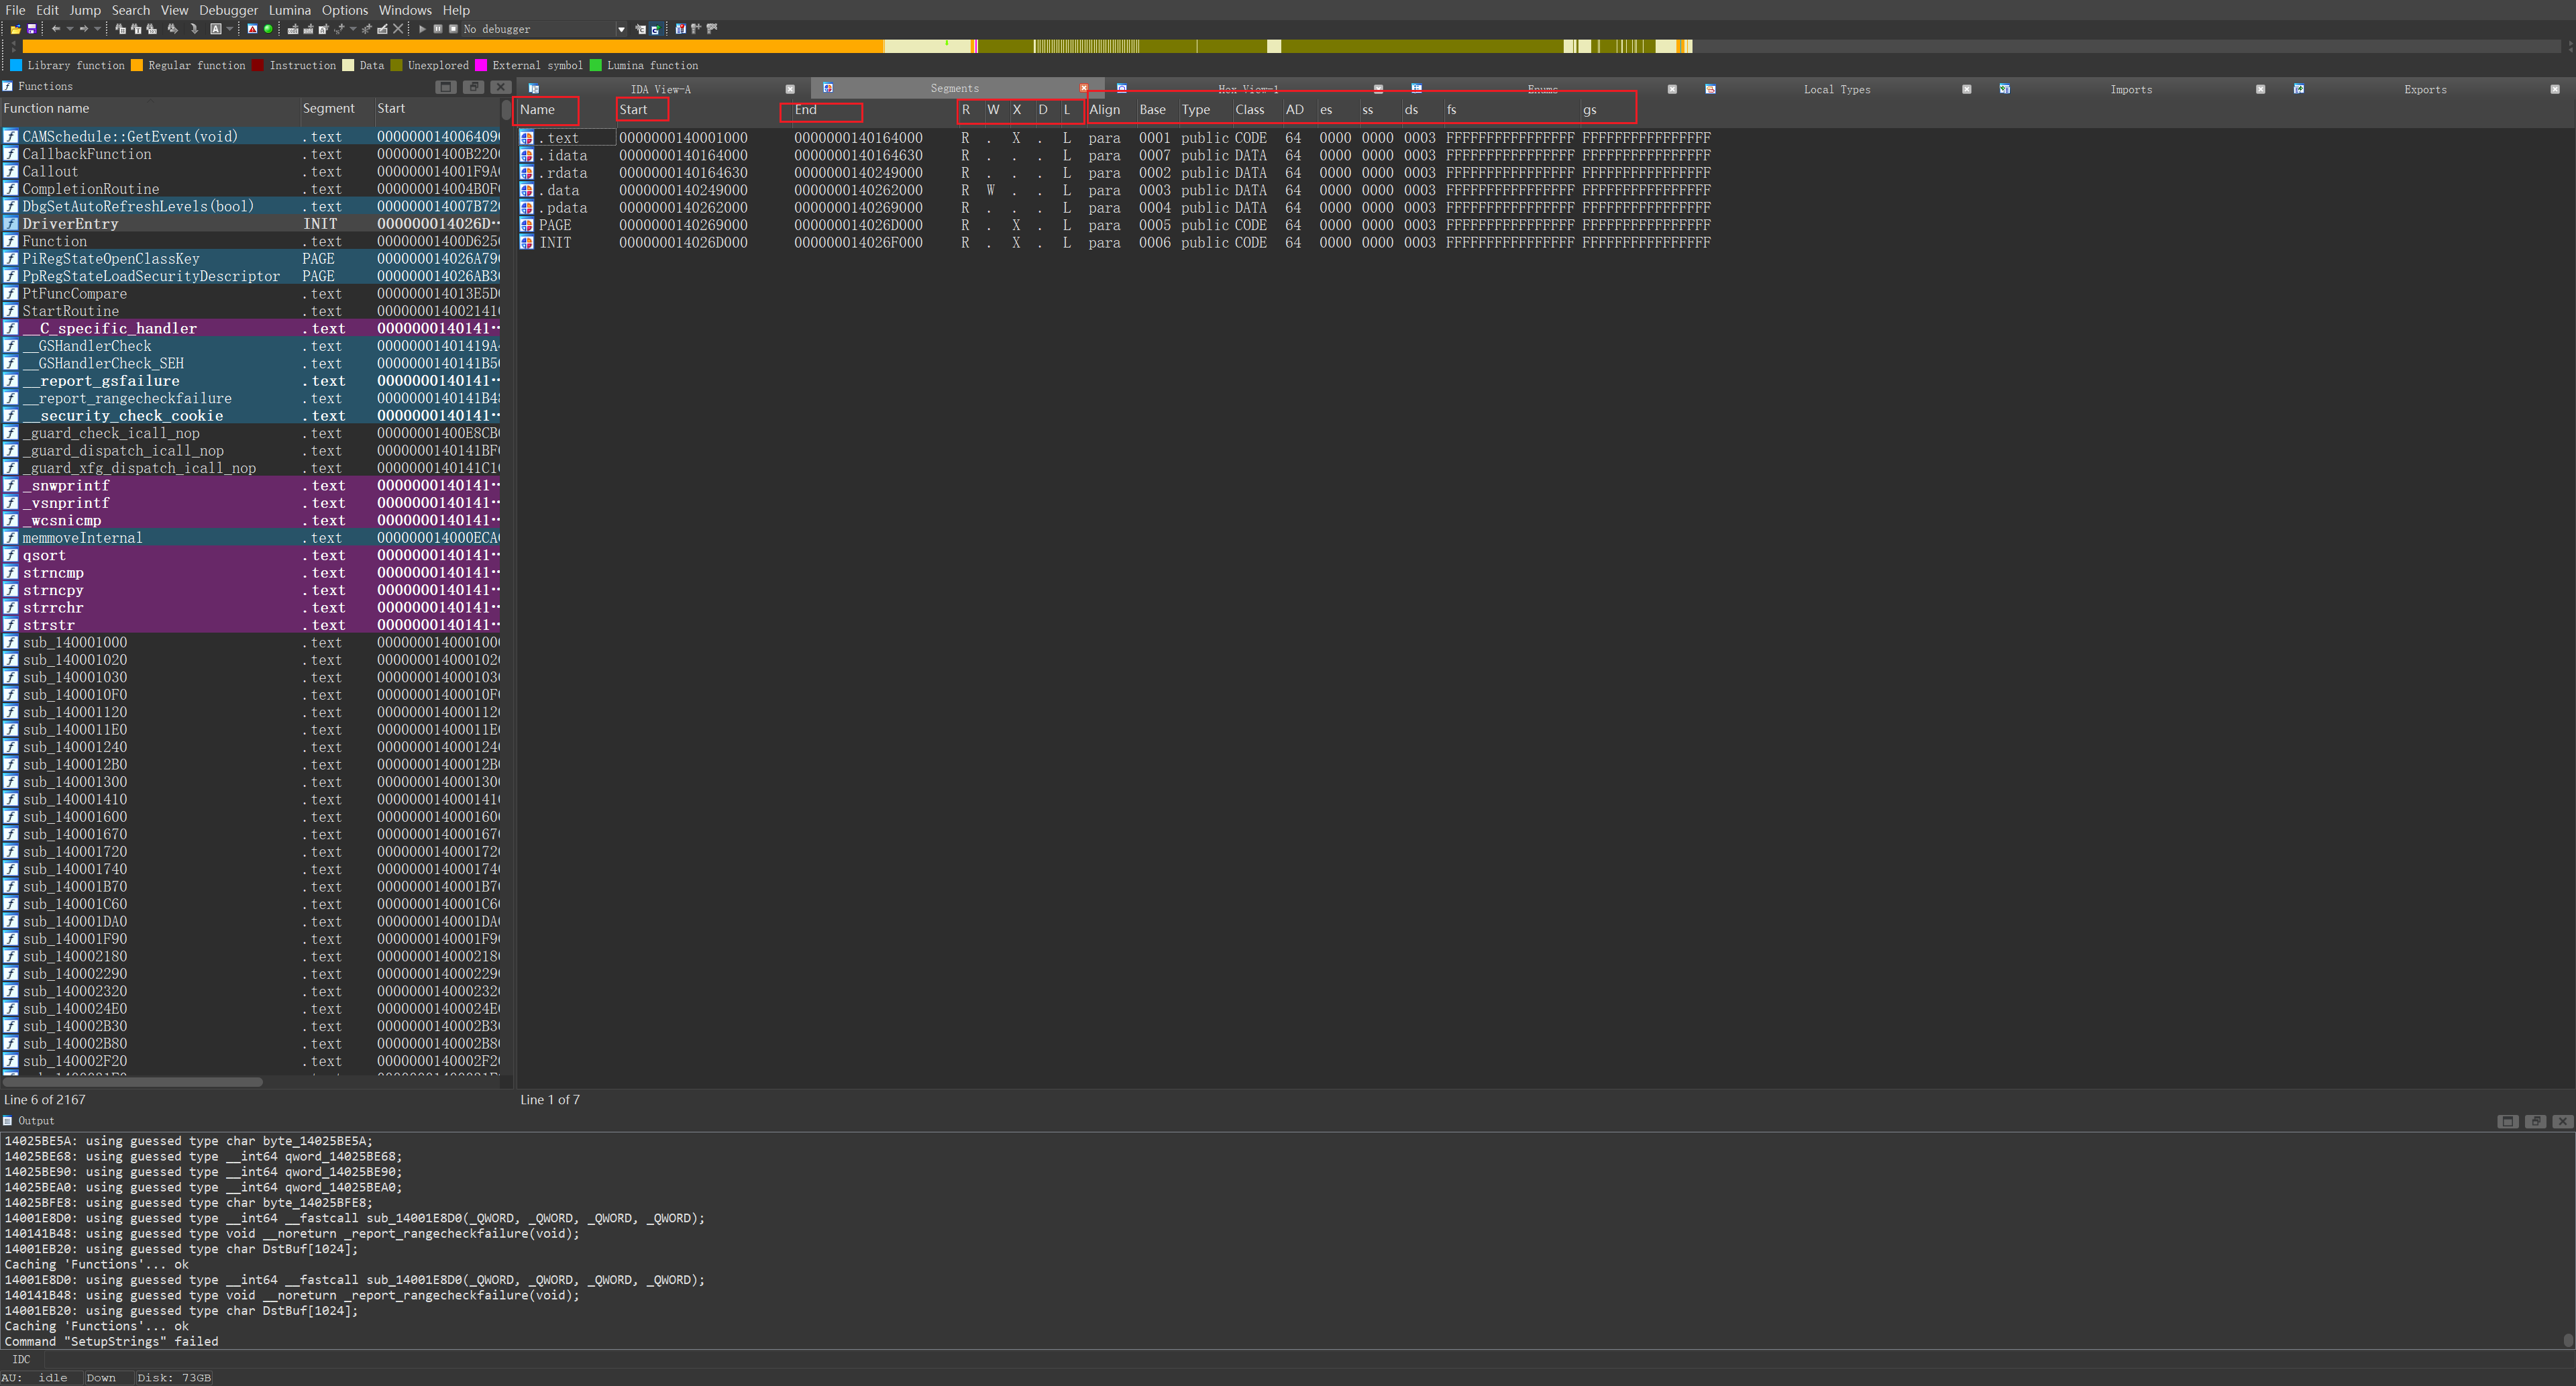 File Edit Jump Search View Debugger Lumina Options Windows Help
No debugger
Library function Regular function Instruction Data Unexplored External symbol Lumina function
Functions
Function name Segment Start
CAMSchedule::GetEvent(void) .text 000000014006409
CallbackFunction .text 00000001400B220
Callout .text 000000014001F9A
CompletionRoutine .text 000000014004B0F
DbgSetAutoRefreshLevels(bool) .text 000000014007B72
DriverEntry INIT 000000014026D…
Function .text 00000001400D625
PiRegStateOpenClassKey PAGE 000000014026A79
PpRegStateLoadSecurityDescriptor PAGE 000000014026AB3
PtFuncCompare .text 000000014013E5D
StartRoutine .text 000000014002141
__C_specific_handler .text 0000000140141…
__GSHandlerCheck .text 00000001401419A
__GSHandlerCheck_SEH .text 0000000140141B5
__report_gsfailure .text 0000000140141…
__report_rangecheckfailure .text 0000000140141B4
__security_check_cookie .text 0000000140141…
_guard_check_icall_nop .text 00000001400E8CB
_guard_dispatch_icall_nop .text 0000000140141BF
_guard_xfg_dispatch_icall_nop .text 0000000140141C1
_snwprintf .text 0000000140141…
_vsnprintf .text 0000000140141…
_wcsnicmp .text 0000000140141…
memmoveInternal .text 000000014000ECA
qsort .text 0000000140141…
strncmp .text 0000000140141…
strncpy .text 0000000140141…
strrchr .text 0000000140141…
strstr .text 0000000140141…
sub_140001000 .text 000000014000100
sub_140001020 .text 000000014000102
sub_140001030 .text 000000014000103
sub_1400010F0 .text 00000001400010F
sub_140001120 .text 000000014000112
sub_1400011E0 .text 00000001400011E
sub_140001240 .text 000000014000124
sub_1400012B0 .text 00000001400012B
sub_140001300 .text 000000014000130
sub_140001410 .text 000000014000141
sub_140001600 .text 000000014000160
sub_140001670 .text 000000014000167
sub_140001720 .text 000000014000172
sub_140001740 .text 000000014000174
sub_140001B70 .text 0000000140001B7
sub_140001C60 .text 0000000140001C6
sub_140001DA0 .text 0000000140001DA
sub_140001F90 .text 0000000140001F9
sub_140002180 .text 000000014000218
sub_140002290 .text 000000014000229
sub_140002320 .text 000000014000232
sub_1400024E0 .text 00000001400024E
sub_140002B30 .text 0000000140002B3
sub_140002B80 .text 0000000140002B8
sub_140002F20 .text 0000000140002F2
Line 6 of 2167
IDA View-A Segments Hex View-1 Enums Local Types Imports Exports
Name Start End R W X D L Align Base Type Class AD es ss ds fs gs
.text 0000000140001000 0000000140164000 R . X . L para 0001 public CODE 64 0000 0000 0003 FFFFFFFFFFFFFFFF FFFFFFFFFFFFFFFF
.idata 0000000140164000 0000000140164630 R . . . L para 0007 public DATA 64 0000 0000 0003 FFFFFFFFFFFFFFFF FFFFFFFFFFFFFFFF
.rdata 0000000140164630 0000000140249000 R . . . L para 0002 public DATA 64 0000 0000 0003 FFFFFFFFFFFFFFFF FFFFFFFFFFFFFFFF
.data 0000000140249000 0000000140262000 R W . . L para 0003 public DATA 64 0000 0000 0003 FFFFFFFFFFFFFFFF FFFFFFFFFFFFFFFF
.pdata 0000000140262000 0000000140269000 R . . . L para 0004 public DATA 64 0000 0000 0003 FFFFFFFFFFFFFFFF FFFFFFFFFFFFFFFF
PAGE 0000000140269000 000000014026D000 R . X . L para 0005 public CODE 64 0000 0000 0003 FFFFFFFFFFFFFFFF FFFFFFFFFFFFFFFF
INIT 000000014026D000 000000014026F000 R . X . L para 0006 public CODE 64 0000 0000 0003 FFFFFFFFFFFFFFFF FFFFFFFFFFFFFFFF
Line 1 of 7
Output
14025BE5A: using guessed type char byte_14025BE5A;
14025BE68: using guessed type __int64 qword_14025BE68;
14025BE90: using guessed type __int64 qword_14025BE90;
14025BEA0: using guessed type __int64 qword_14025BEA0;
14025BFE8: using guessed type char byte_14025BFE8;
14001E8D0: using guessed type __int64 __fastcall sub_14001E8D0(_QWORD, _QWORD, _QWORD, _QWORD);
140141B48: using guessed type void __noreturn _report_rangecheckfailure(void);
14001EB20: using guessed type char DstBuf[1024];
Caching 'Functions'... ok
14001E8D0: using guessed type __int64 __fastcall sub_14001E8D0(_QWORD, _QWORD, _QWORD, _QWORD);
140141B48: using guessed type void __noreturn _report_rangecheckfailure(void);
14001EB20: using guessed type char DstBuf[1024];
Caching 'Functions'... ok
Command "SetupStrings" failed
IDC
AU: idle Down Disk: 73GB